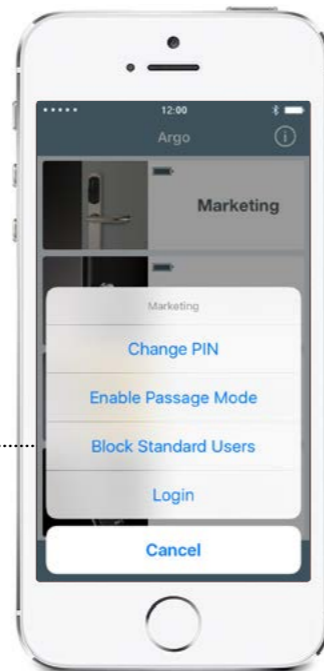 12:00
Argo
Marketing
Marketing
Change PIN
Enable Passage Mode
Block Standard Users
Login
Cancel